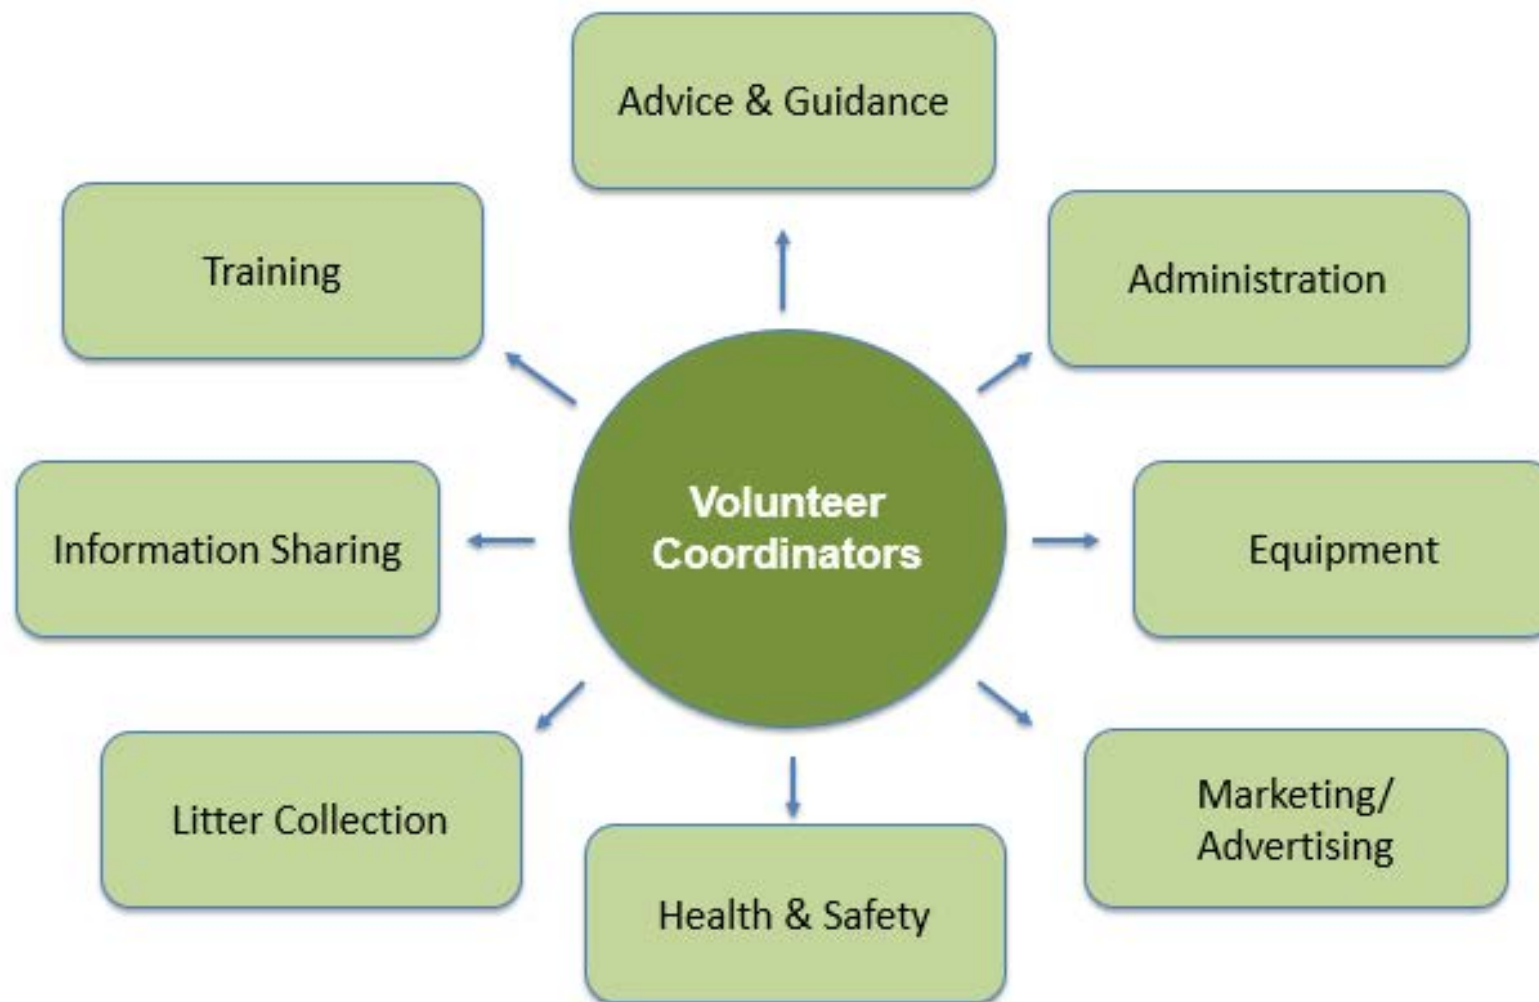 Advice & Guidance
Training
Administration
Volunteer
Coordinators
Information Sharing
Equipment
Litter Collection
Marketing/
Advertising
Health & Safety